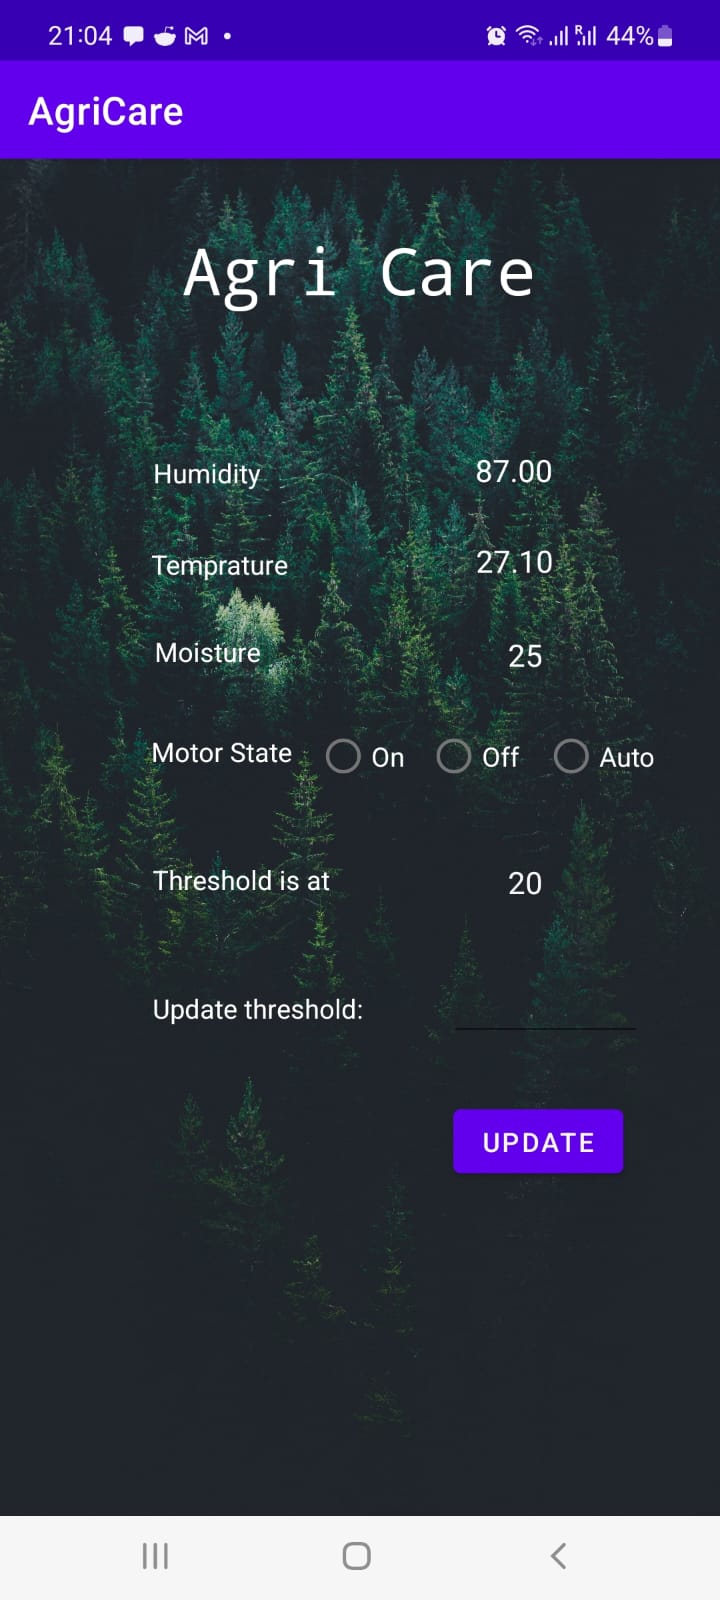 21:04 44%
AgriCare
Agri Care
Humidity 87.00
Temprature 27.10
Moisture 25
Motor State On Off Auto
Threshold is at 20
Update threshold:
UPDATE